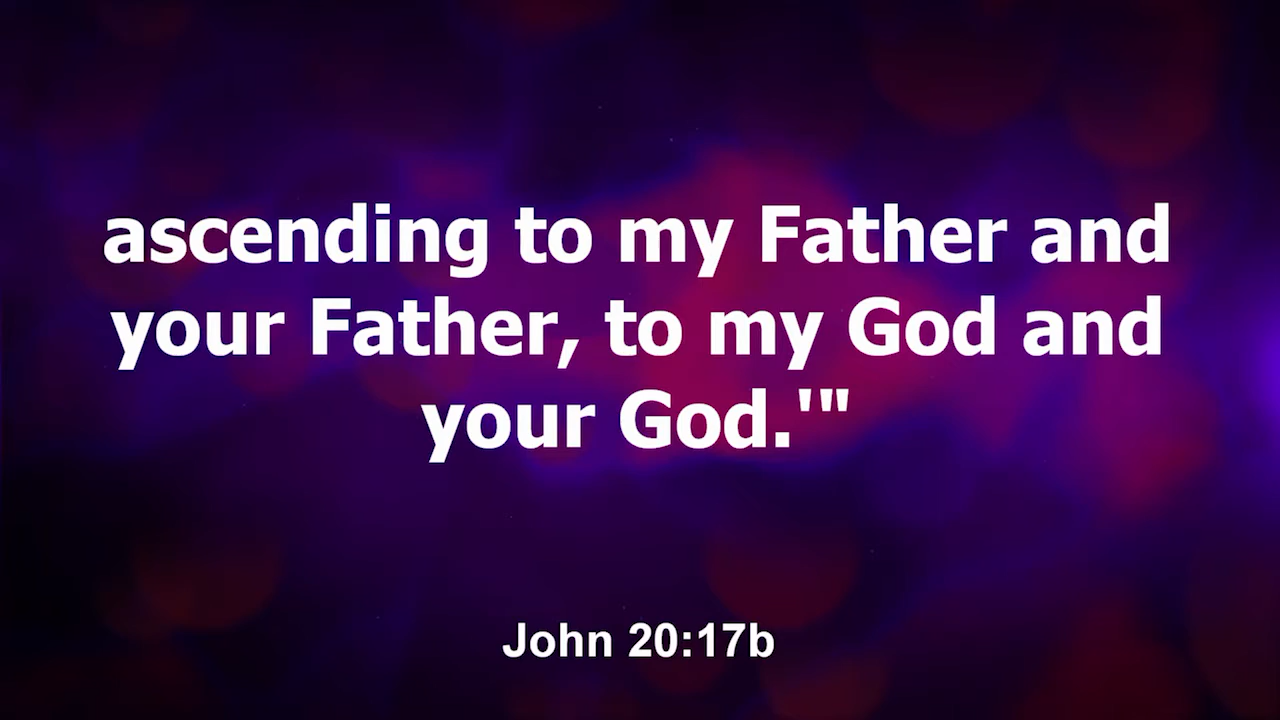 ascending to my Father and
your Father, to my God and
your God.'"
John 20:17b